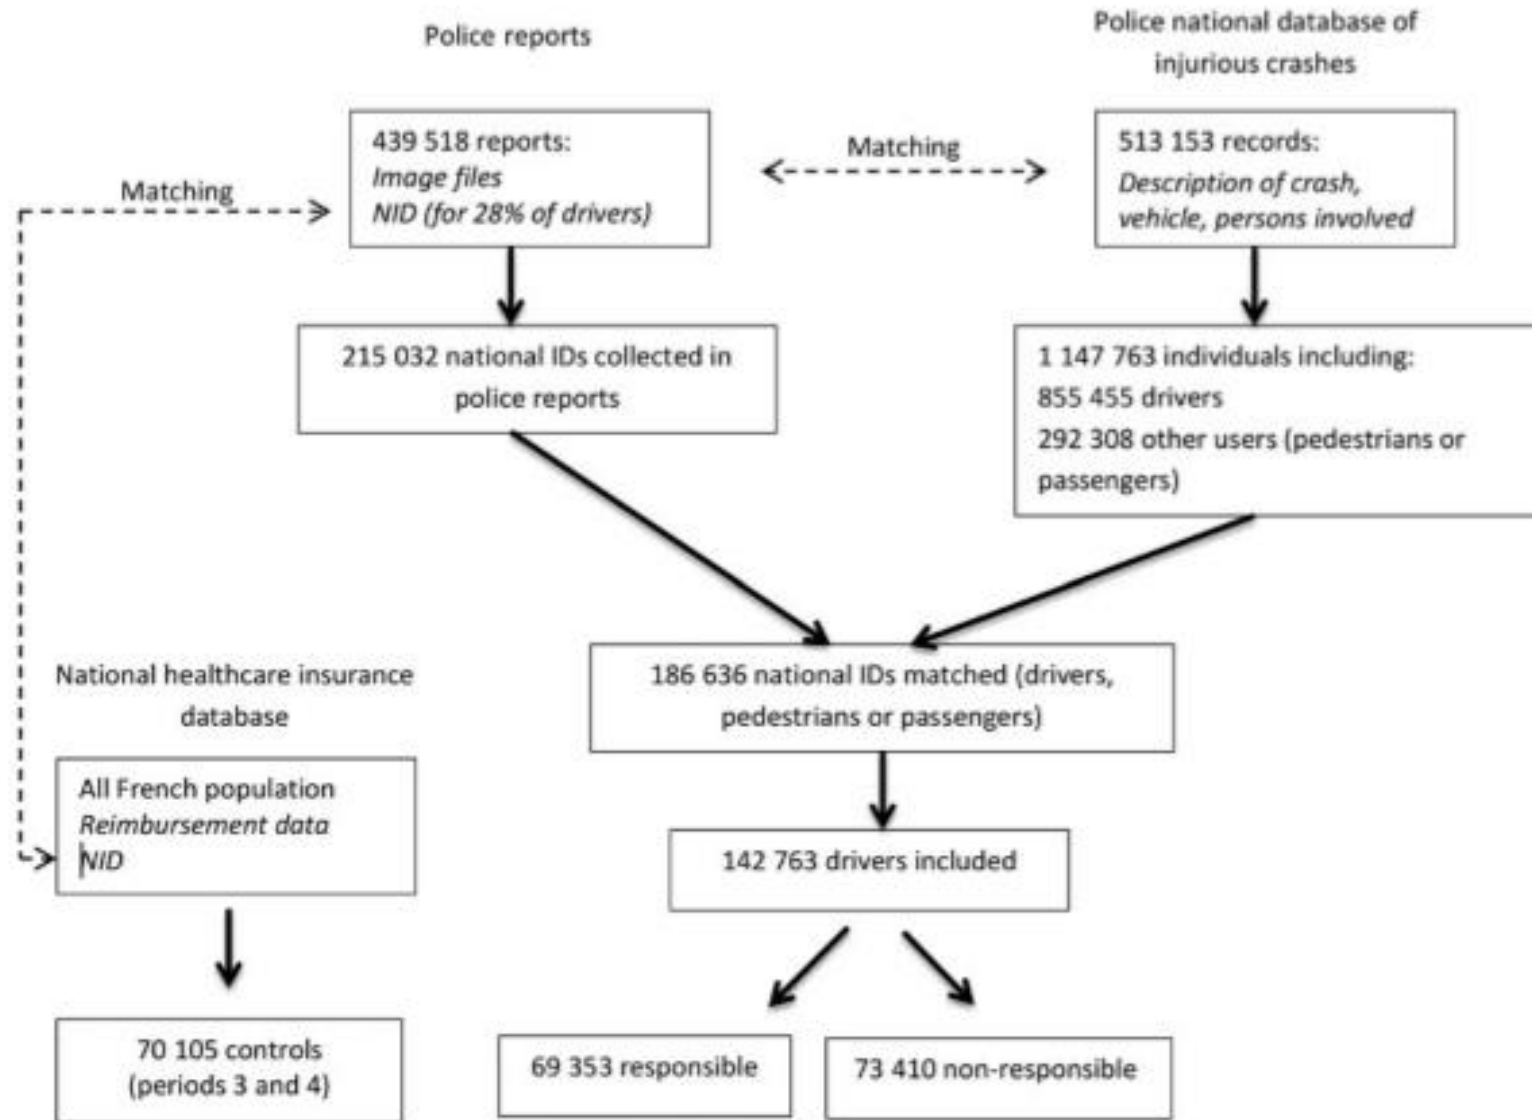 Police reports
Police national database of
injurious crashes
439 518 reports:
Image files
NID (for 28% of drivers)
Matching
513 153 records:
Description of crash,
vehicle, persons involved
Matching
215 032 national IDs collected in
police reports
1 147 763 individuals including:
855 455 drivers
292 308 other users (pedestrians or
passengers)
186 636 national IDs matched (drivers,
pedestrians or passengers)
National healthcare insurance
database
All French population
Reimbursement data
NID
142 763 drivers included
70 105 controls
(periods 3 and 4)
69 353 responsible
73 410 non-responsible